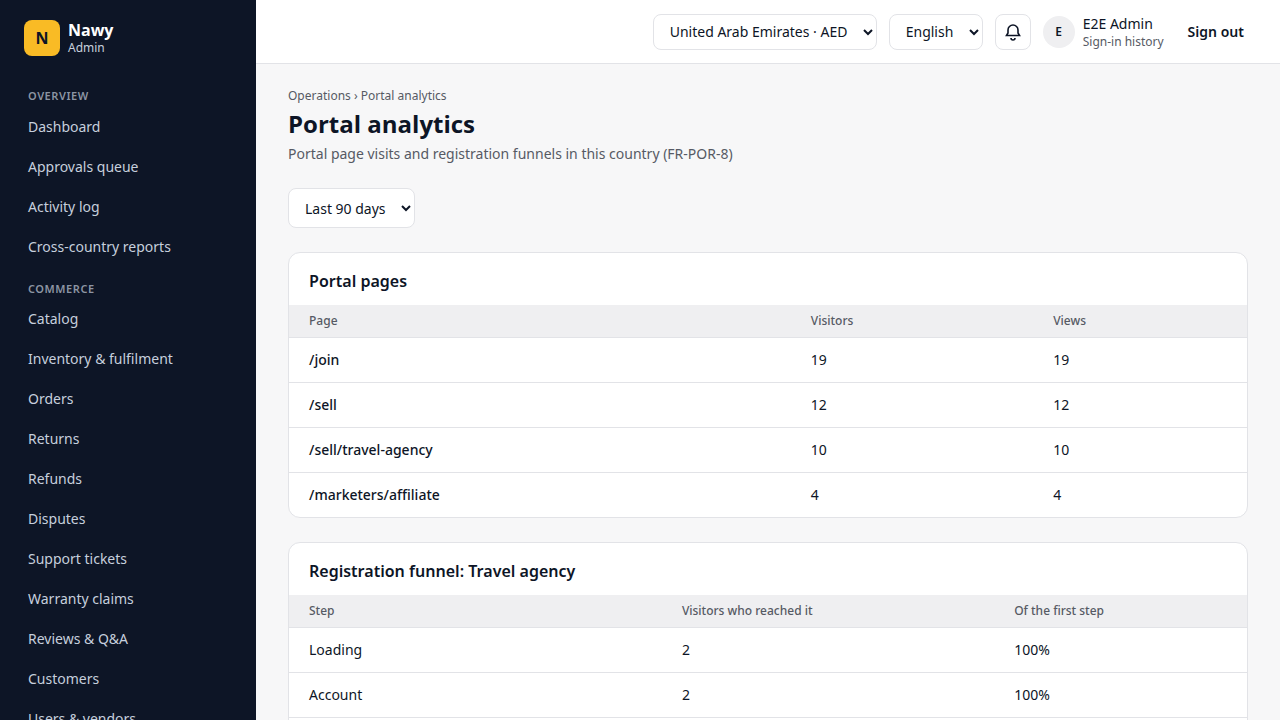 N
Nawy
Admin
OVERVIEW
Dashboard
Approvals queue
Activity log
Cross-country reports
COMMERCE
Catalog
Inventory & fulfilment
Orders
Returns
Refunds
Disputes
Support tickets
Warranty claims
Reviews & Q&A
Customers
Users & vendors
United Arab Emirates · AED
English
E
E2E Admin
Sign-in history
Sign out
Operations › Portal analytics
Portal analytics
Portal page visits and registration funnels in this country (FR-POR-8)
Last 90 days
Portal pages
Page Visitors Views
/join 19 19
/sell 12 12
/sell/travel-agency 10 10
/marketers/affiliate 4 4
Registration funnel: Travel agency
Step Visitors who reached it Of the first step
Loading 2 100%
Account 2 100%